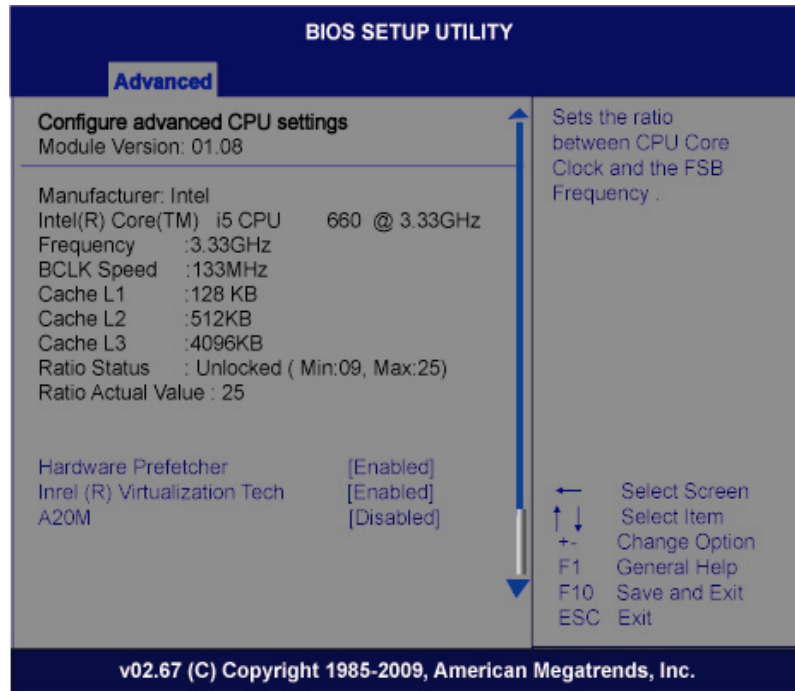 BIOS SETUP UTILITY
Advanced
Configure advanced CPU settings
Module Version: 01.08
Manufacturer: Intel
Intel(R) Core(TM) i5 CPU 660 @ 3.33GHz
Frequency :3.33GHz
BCLK Speed :133MHz
Cache L1 :128 KB
Cache L2 :512KB
Cache L3 :4096KB
Ratio Status : Unlocked ( Min:09, Max:25)
Ratio Actual Value : 25
Hardware Prefetcher [Enabled]
Inrel (R) Virtualization Tech [Enabled]
A20M [Disabled]
Sets the ratio
between CPU Core
Clock and the FSB
Frequency .
← Select Screen
↑↓ Select Item
+- Change Option
F1 General Help
F10 Save and Exit
ESC Exit
v02.67 (C) Copyright 1985-2009, American Megatrends, Inc.